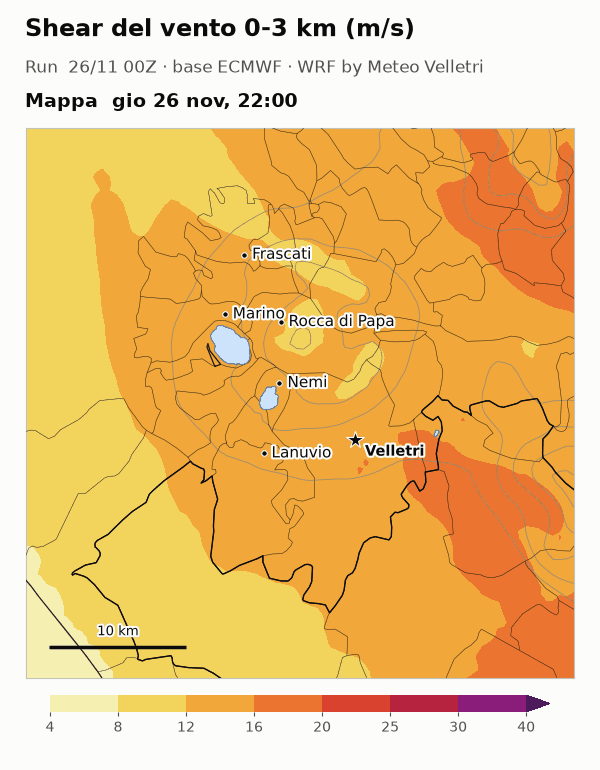 Shear del vento 0-3 km (m/s)
Run  26/11 00Z · base ECMWF · WRF by Meteo Velletri
Mappa  gio 26 nov, 22:00
Frascati
Marino
Rocca di Papa
Nemi
Velletri
Lanuvio
10 km
4 8 12 16 20 25 30 40